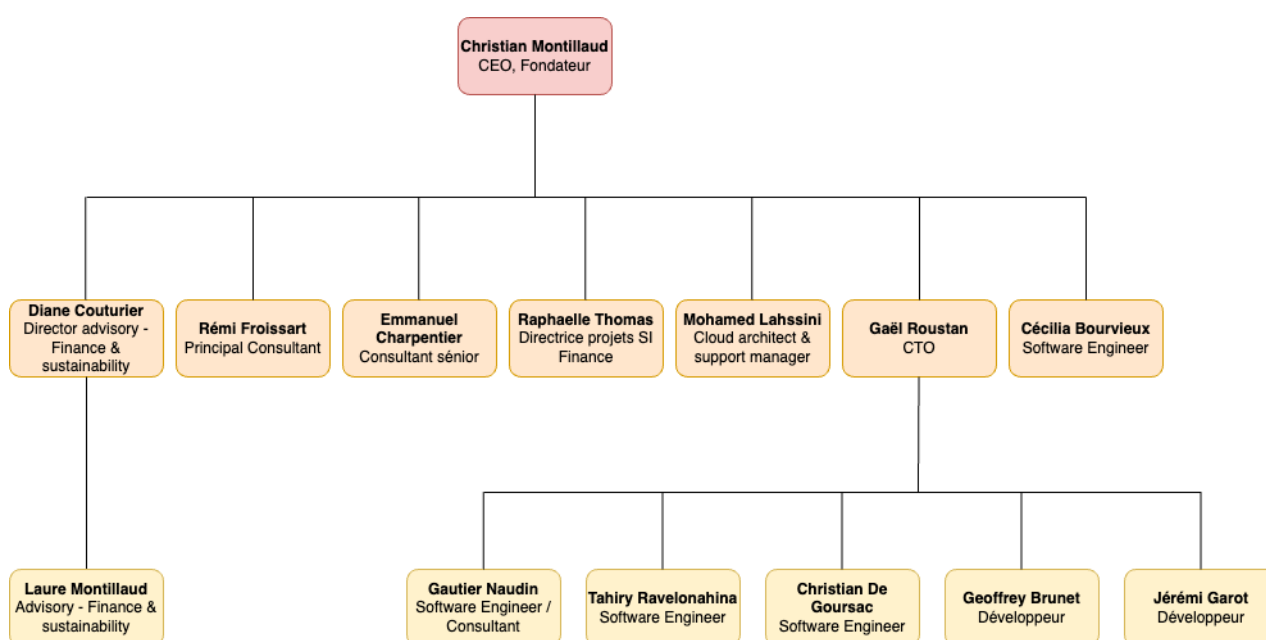 Christian Montillaud
CEO, Fondateur
Diane Couturier
Director advisory -
Finance &
sustainability
Rémi Froissart
Principal Consultant
Emmanuel
Charpentier
Consultant sénior
Raphaelle Thomas
Directrice projets SI
Finance
Mohamed Lahssini
Cloud architect &
support manager
Gaël Roustan
CTO
Cécilia Bourvieux
Software Engineer
Laure Montillaud
Advisory - Finance &
sustainability
Gautier Naudin
Software Engineer /
Consultant
Tahiry Ravelonahina
Software Engineer
Christian De
Goursac
Software Engineer
Geoffrey Brunet
Développeur
Jérémi Garot
Développeur